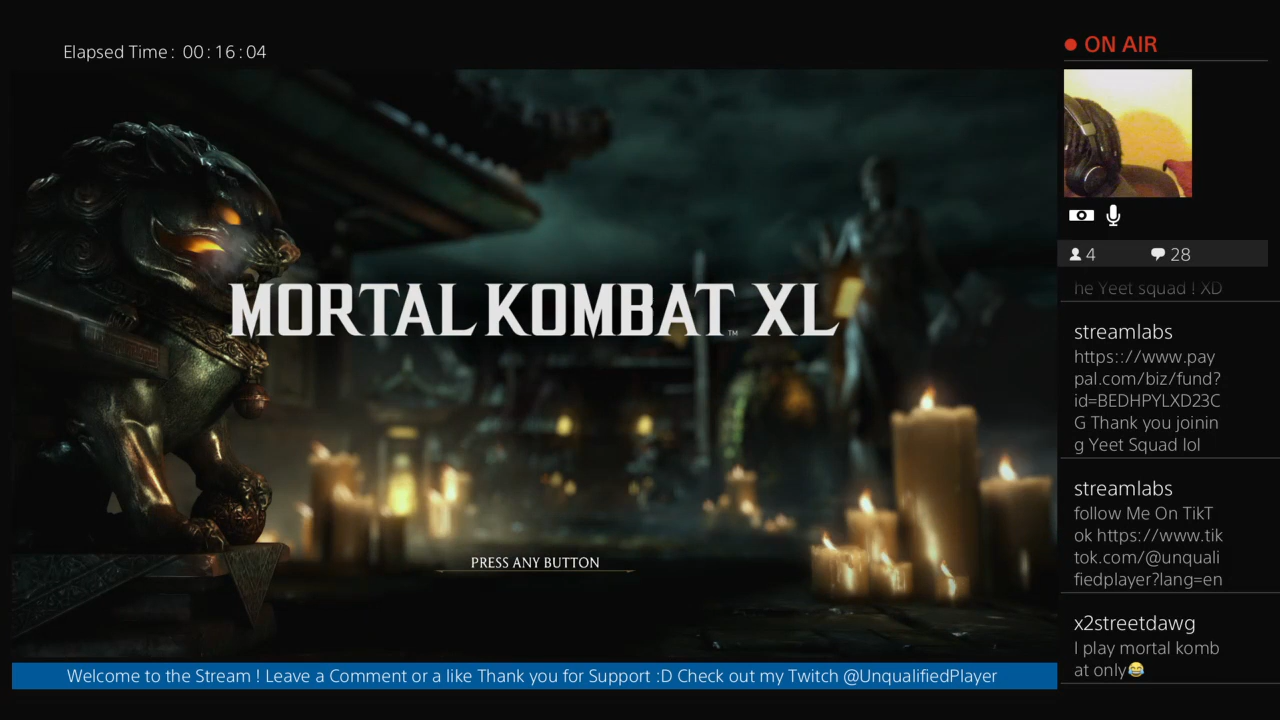 Elapsed Time: 00:16:04
ON AIR
4 28
he Yeet squad ! XD
streamlabs
https:://www.pay
pal.com/biz/fund?
id=BEDHPYLXD23C
G Thank you joinin
g Yeet Squad lol
streamlabs
follow Me On TikT
ok https://www.tik
tok.com/@unquali
fiedplayer?lang=en
x2streetdawg
I play mortal komb
at only😂
MORTAL KOMBAT XL™
PRESS ANY BUTTON
Welcome to the Stream ! Leave a Comment or a like Thank you for Support :D Check out my Twitch @UnqualifiedPlayer